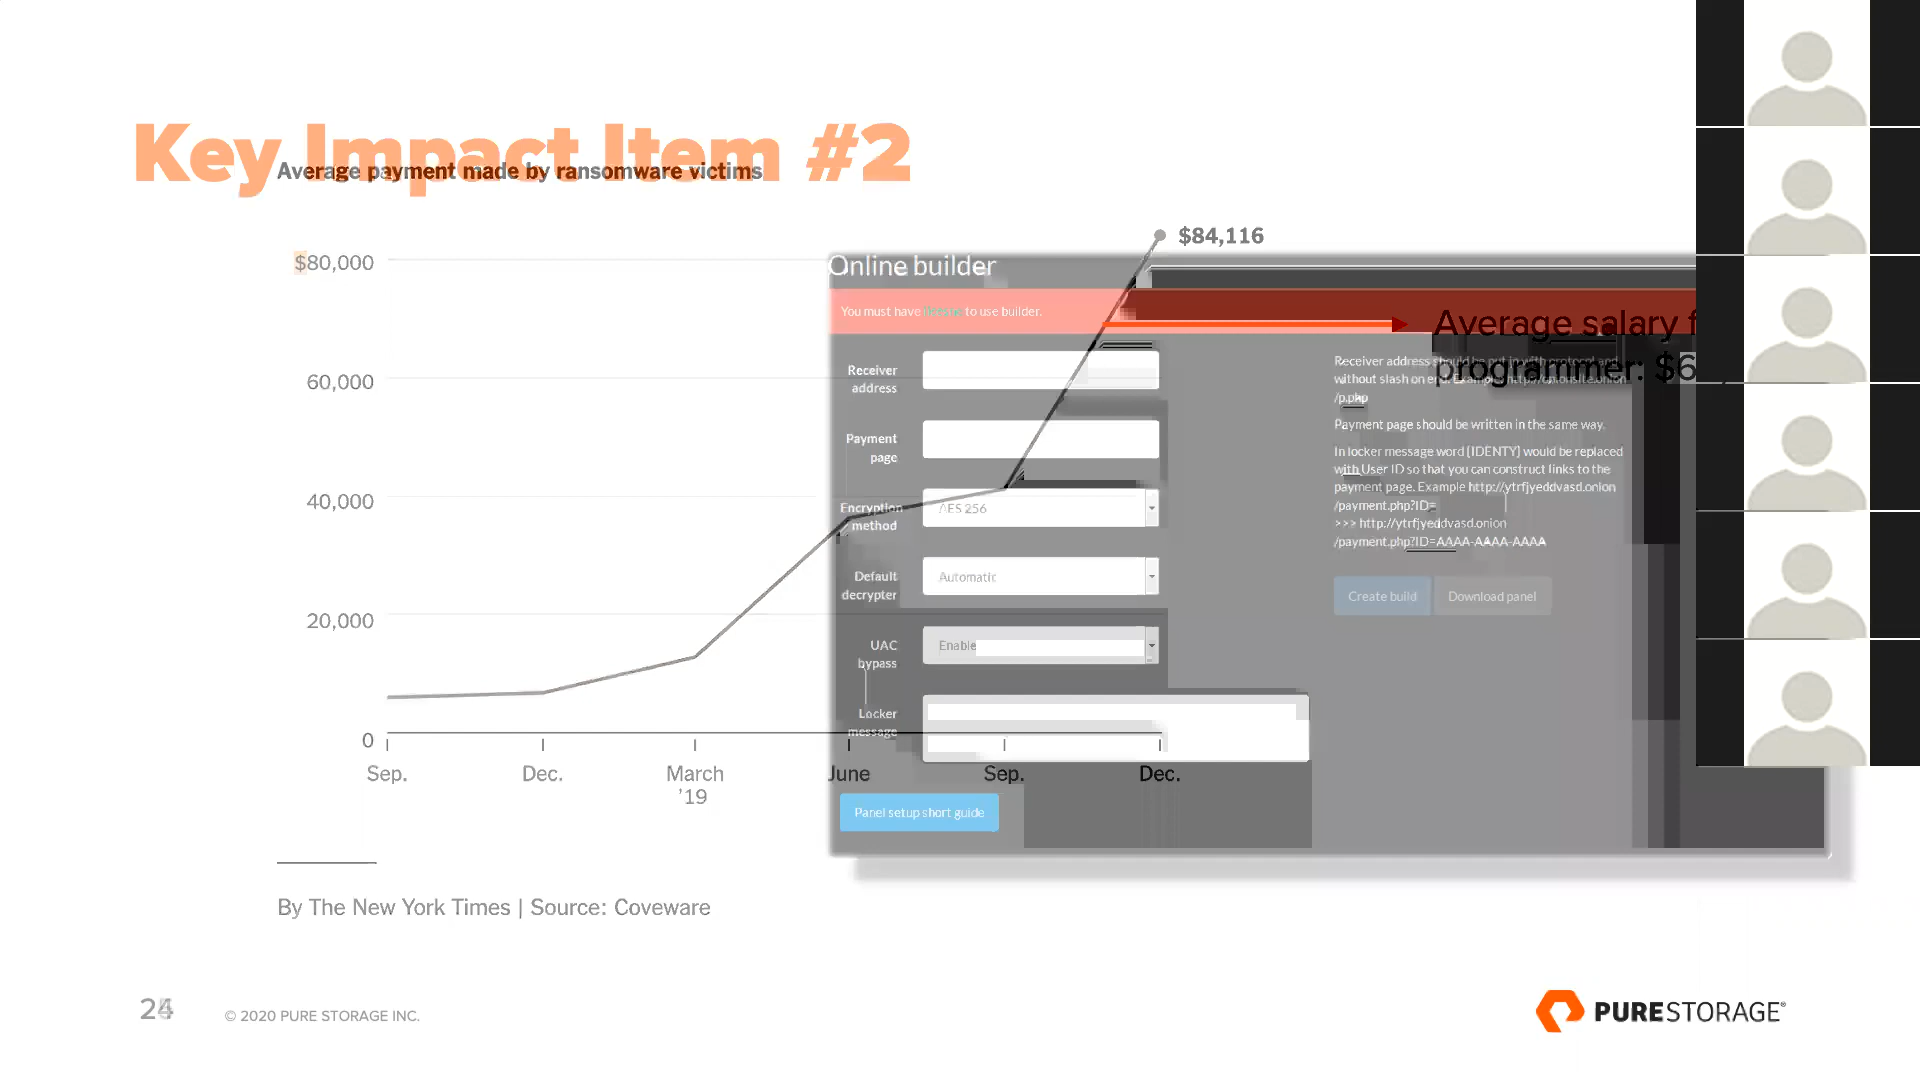 Key Impact Item #2
Average payment made by ransomware victims
$84,116
$80,000
60,000
40,000
20,000
0
Sep.
Dec.
March
’19
June
Sep.
Dec.
Online builder
You must have to use builder.
Receiver
address
Payment
page
Encryption
method
AES 256
Default
decrypter
Automatic
UAC
bypass
Enable
Locker
message
Panel setup short guide
Average salary
programmer: $6
Receiver address should be put in with protocol and
without slash on end. Example http://onionsite.onion
/p.php
Payment page should be written in the same way.
In locker message word [IDENTY] would be replaced
with User ID so that you can construct links to the
payment page. Example http://ytrfjyeddvasd.onion
/payment.php?ID=
>>> http://ytrfjyeddvasd.onion
/payment.php?ID=AAAA-AAAA-AAAA
Create build
Download panel
By The New York Times | Source: Coveware
© 2020 PURE STORAGE INC.
PURESTORAGE®